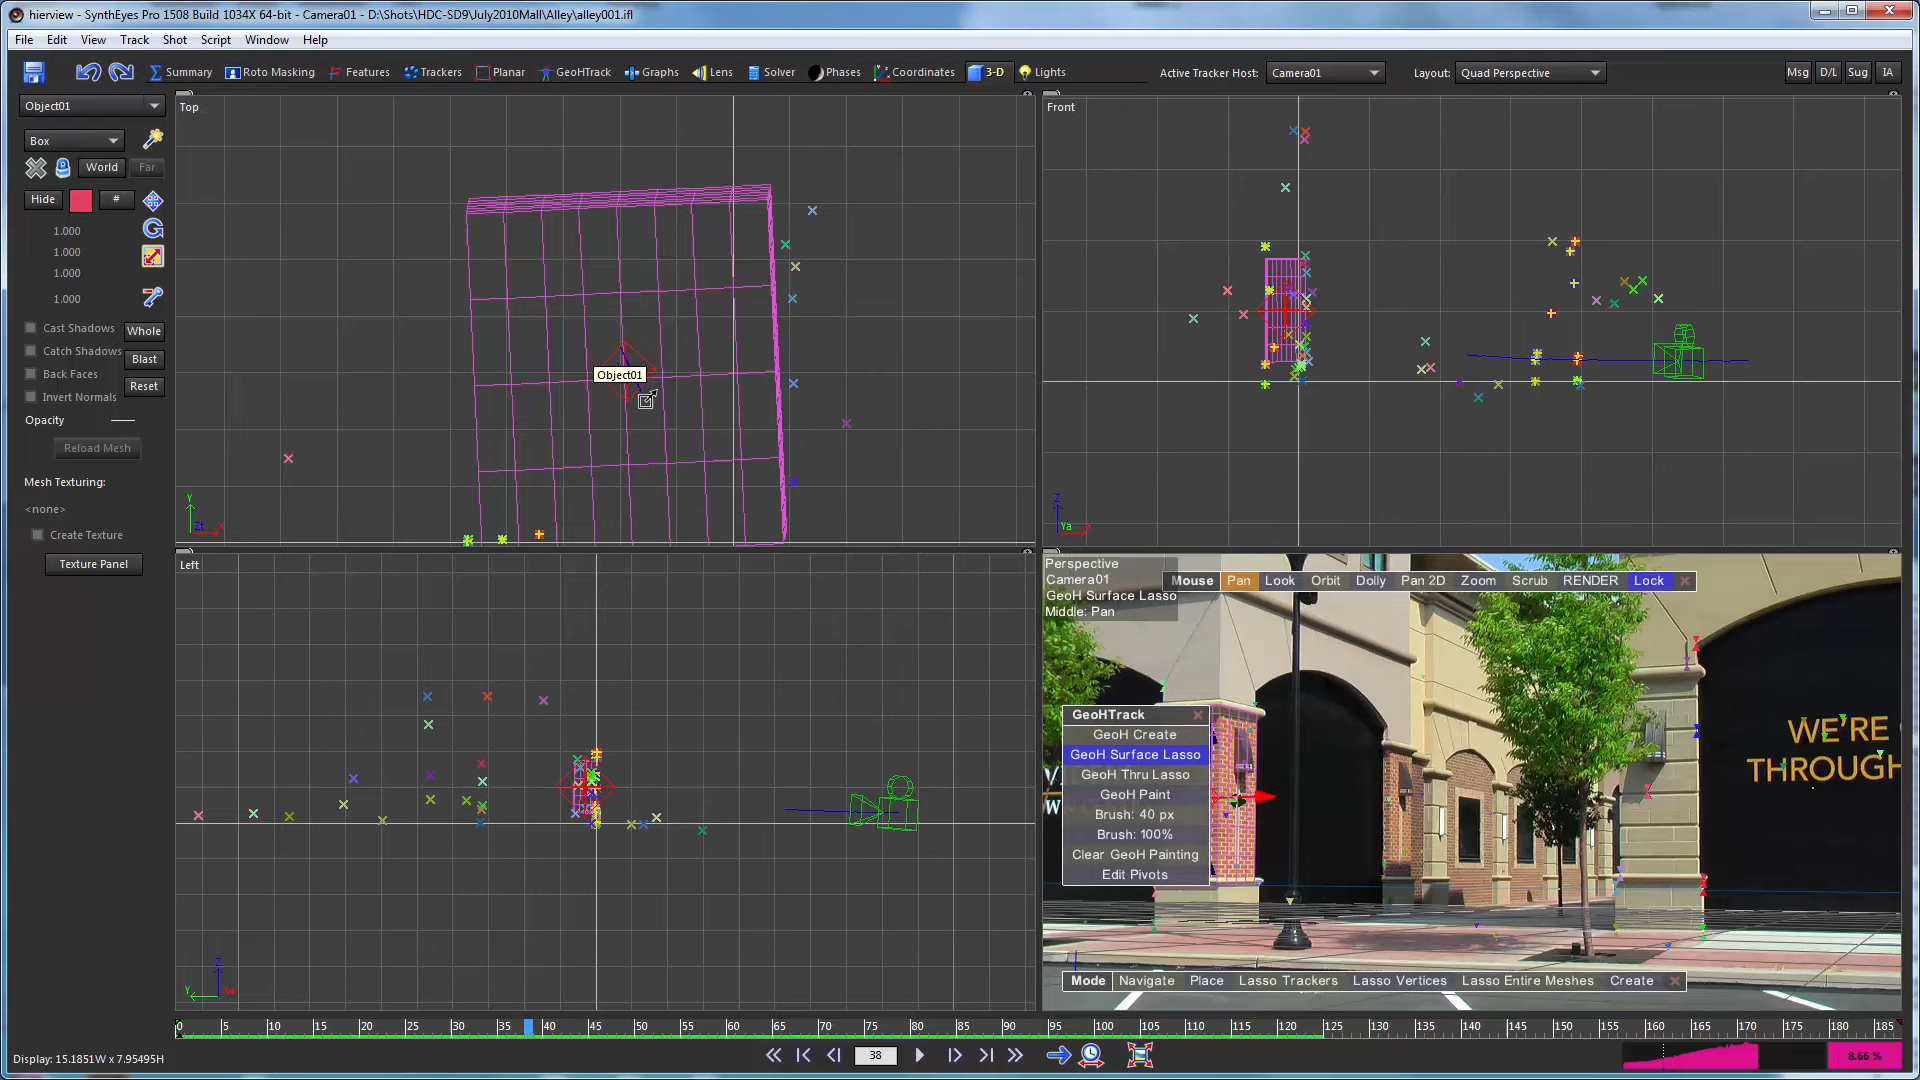 hierview - SynthEyes Pro 1508 Build 1034X 64-bit - Camera01 - D:\Shots\HDC-SD9\July2010Mall\Alley\alley001.ifl
File Edit View Track Shot Script Window Help
Summary Roto Masking Features Trackers Planar GeoHTrack Graphs Lens Solver Phases Coordinates 3-D Lights Active Tracker Host: Camera01 Layout: Quad Perspective Msg D/L Sug IA
Object01
Box
World Far
Hide #
1.000
1.000
1.000
1.000
Cast Shadows Whole
Catch Shadows
Back Faces Blast
Invert Normals Reset
Opacity
Reload Mesh
Mesh Texturing:
<none>
Create Texture
Texture Panel
Top
Object01
Y
Zt X
Front
Z
Ya
Left
Z
Y Xa
Perspective
Camera01
GeoH Surface Lasso
Middle: Pan
Mouse Pan Look Orbit Dolly Pan 2D Zoom Scrub RENDER Lock
GeoHTrack
GeoH Create
GeoH Surface Lasso
GeoH Thru Lasso
GeoH Paint
Brush: 40 px
Brush: 100%
Clear GeoH Painting
Edit Pivots
WE'RE
THROUGH
Mode Navigate Place Lasso Trackers Lasso Vertices Lasso Entire Meshes Create
0 5 10 15 20 25 30 35 40 45 50 55 60 65 70 75 80 85 90 95 100 105 110 115 120 125 130 135 140 145 150 155 160 165 170 175 180 185
Display: 15.1851W x 7.95495H
38
8.66 %